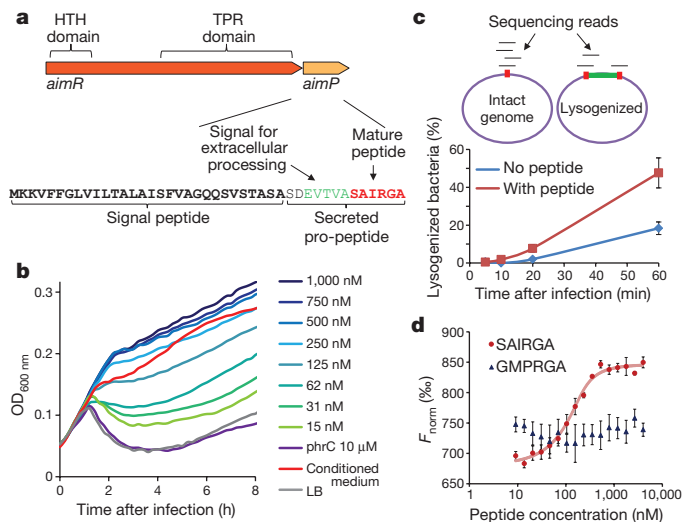 a
HTH
domain
TPR
domain
aimR
aimP
Signal for
extracellular
processing
Mature
peptide
MKKVFFGLVILTALAISFVAGQQSVSTASASDEVTVASAIRGA
Signal peptide
Secreted
pro-peptide
b
0.3
0.2
0.1
0
OD600 nm
0
2
4
6
8
Time after infection (h)
1,000 nM
750 nM
500 nM
250 nM
125 nM
62 nM
31 nM
15 nM
phrC 10 μM
Conditioned
medium
LB
c
Sequencing reads
Intact
genome
Lysogenized
Lysogenized bacteria (%)
60
40
20
0
No peptide
With peptide
0
10
20
30
40
50
60
Time after infection (min)
d
900
850
800
750
700
650
Fnorm (‰)
SAIRGA
GMPRGA
1
10
100
1,000
10,000
Peptide concentration (nM)